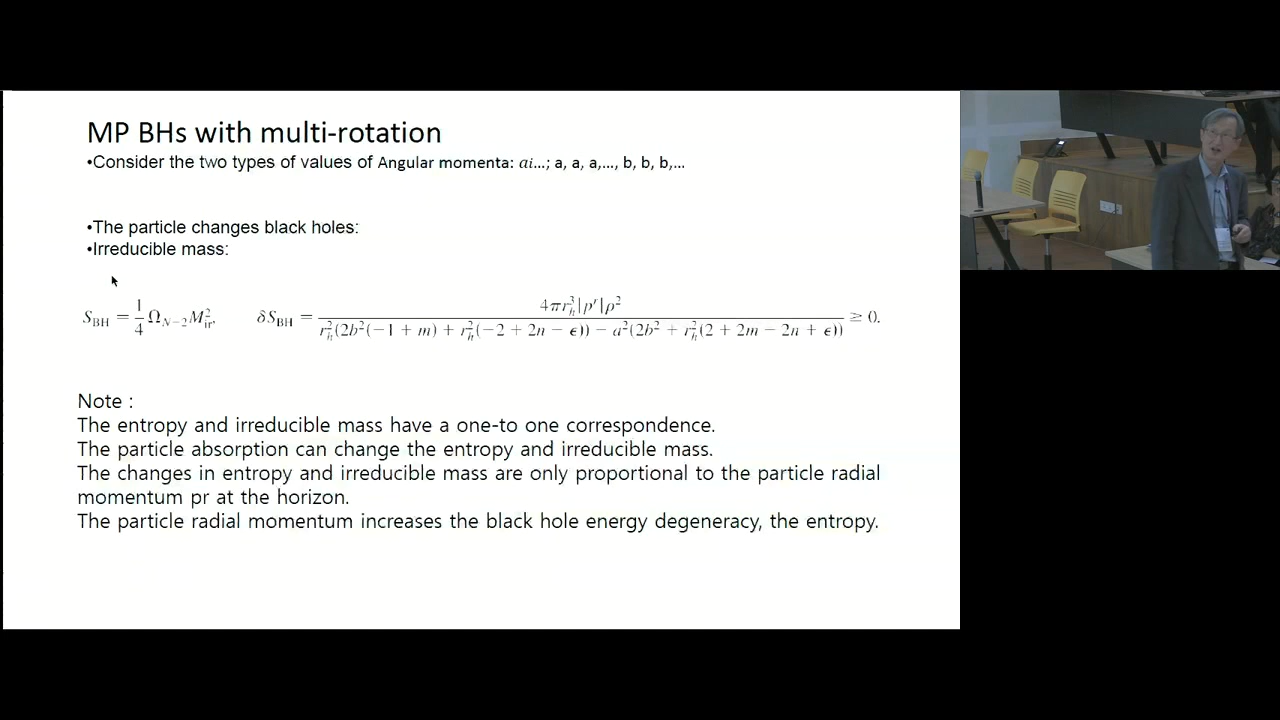 MP BHs with multi-rotation
•Consider the two types of values of Angular momenta: ai...; a, a, a,..., b, b, b,...
•The particle changes black holes:
•Irreducible mass:
S_BH = 1/4 Ω_{N−2} M_ir^2,    δS_BH = 4πr_h^3|p^r|ρ^2 / (r_h^2(2b^2(−1 + m) + r_h^2(−2 + 2n − ϵ)) − a^2(2b^2 + r_h^2(2 + 2m − 2n + ϵ))) ≥ 0.
Note :
The entropy and irreducible mass have a one-to one correspondence.
The particle absorption can change the entropy and irreducible mass.
The changes in entropy and irreducible mass are only proportional to the particle radial
momentum pr at the horizon.
The particle radial momentum increases the black hole energy degeneracy, the entropy.